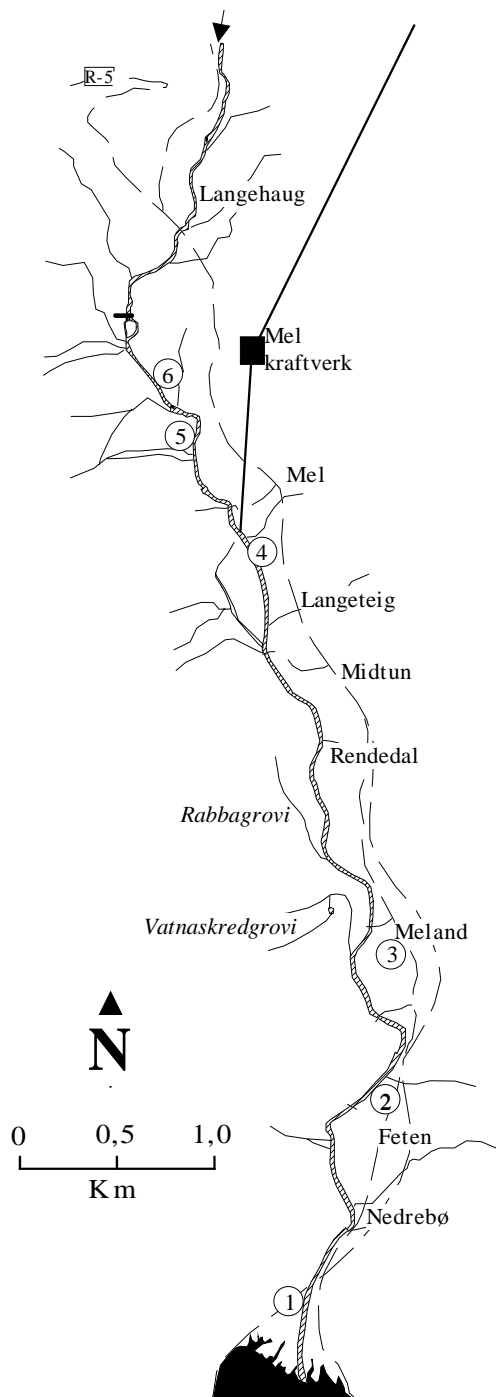 R-5
Langehaug
Mel
kraftverk
6
5
Mel
4
Langeteig
Midtun
Rendedal
Rabbagrovi
Vatnaskredgrovi
Meland
3
N
2
0 0,5 1,0
Km
Feten
Nedrebø
1